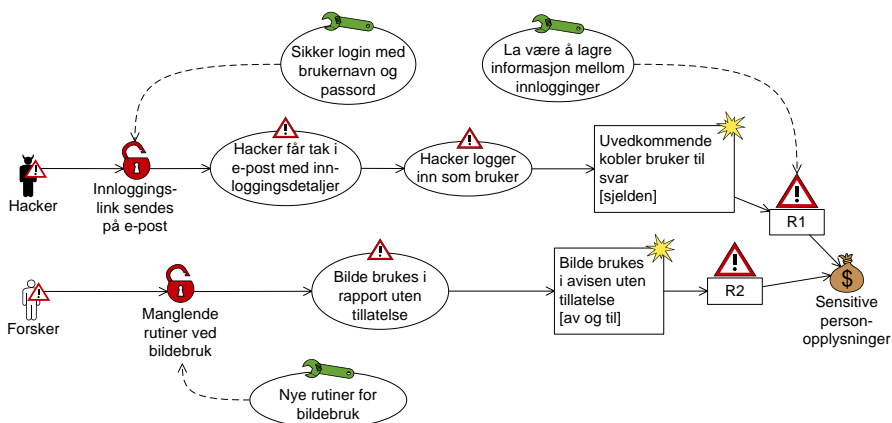 Sikker login med
brukernavn og
passord
La være å lagre
informasjon mellom
innlogginger
Hacker
Innloggings-
link sendes
på e-post
Hacker får tak i
e-post med inn-
loggingsdetaljer
Hacker logger
inn som bruker
Uvedkommende
kobler bruker til
svar
[sjelden]
R1
Forsker
Manglende
rutiner ved
bildebruk
Bilde brukes i
rapport uten
tillatelse
Bilde brukes
i avisen uten
tillatelse
[av og til]
R2
$
Sensitive
person-
opplysninger
Nye rutiner for
bildebruk